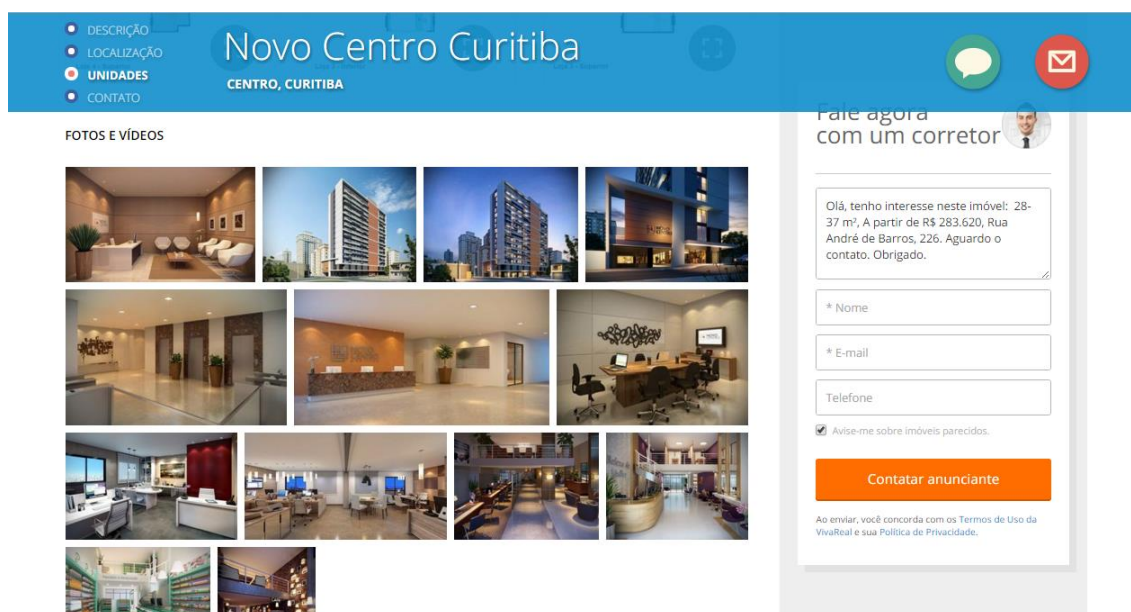 DESCRIÇÃO
LOCALIZAÇÃO
UNIDADES
CONTATO
Novo Centro Curitiba
CENTRO, CURITIBA
FOTOS E VÍDEOS
Fale agora
com um corretor
Olá, tenho interesse neste imóvel: 28-
37 m², A partir de R$ 283.620, Rua
André de Barros, 226. Aguardo o
contato. Obrigado.
* Nome
* E-mail
Telefone
Avise-me sobre imóveis parecidos.
Contatar anunciante
Ao enviar, você concorda com os Termos de Uso da
VivaReal e sua Política de Privacidade.